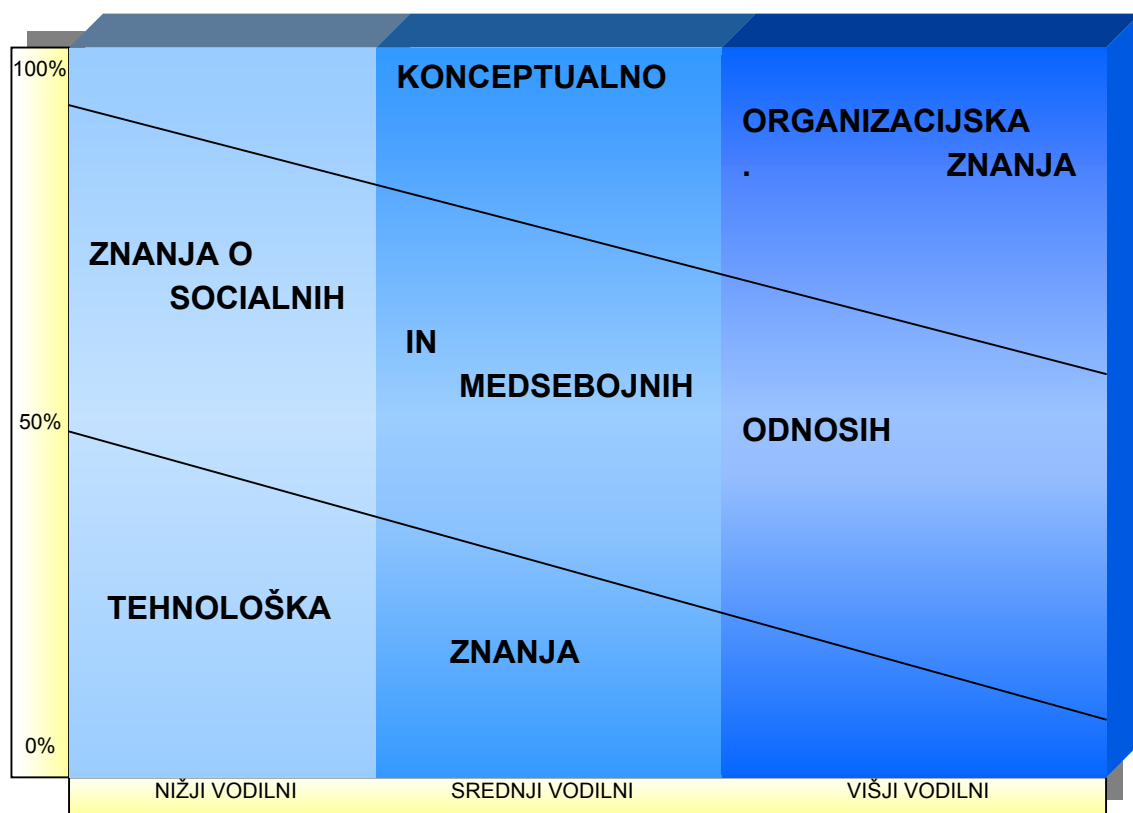 100%
KONCEPTUALNO
ORGANIZACIJSKA
. ZNANJA
ZNANJA O
SOCIALNIH
IN
MEDSEBOJNIH
ODNOSIH
50%
TEHNOLOŠKA
ZNANJA
0%
NIŽJI VODILNI
SREDNJI VODILNI
VIŠJI VODILNI